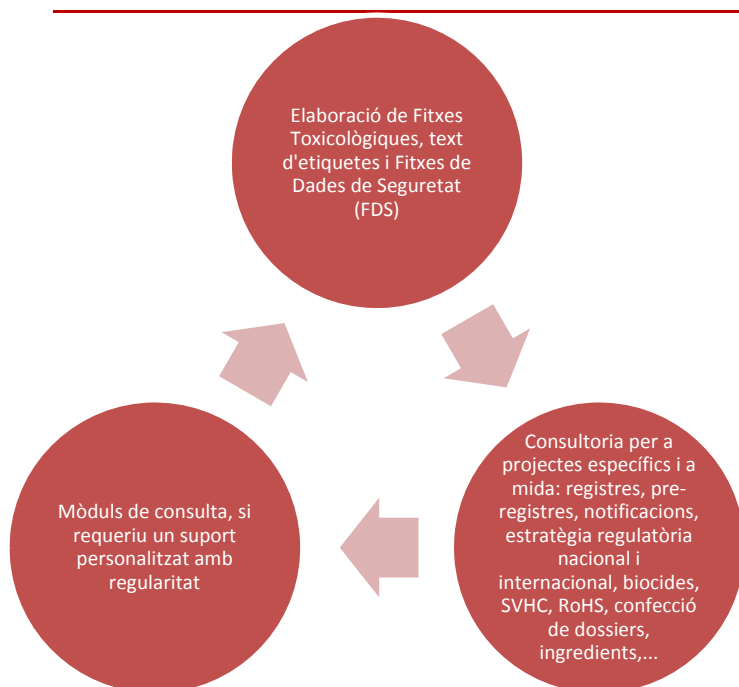 Elaboració de Fitxes
Toxicològiques, text
d'etiquetes i Fitxes de
Dades de Seguretat
(FDS)
Consultoria per a
projectes específics i a
mida: registres, pre-
registres, notificacions,
estratègia regulatòria
nacional i
internacional, biocides,
SVHC, RoHS, confecció
de dossiers,
ingredients,...
Mòduls de consulta, si
requeriu un suport
personalitzat amb
regularitat